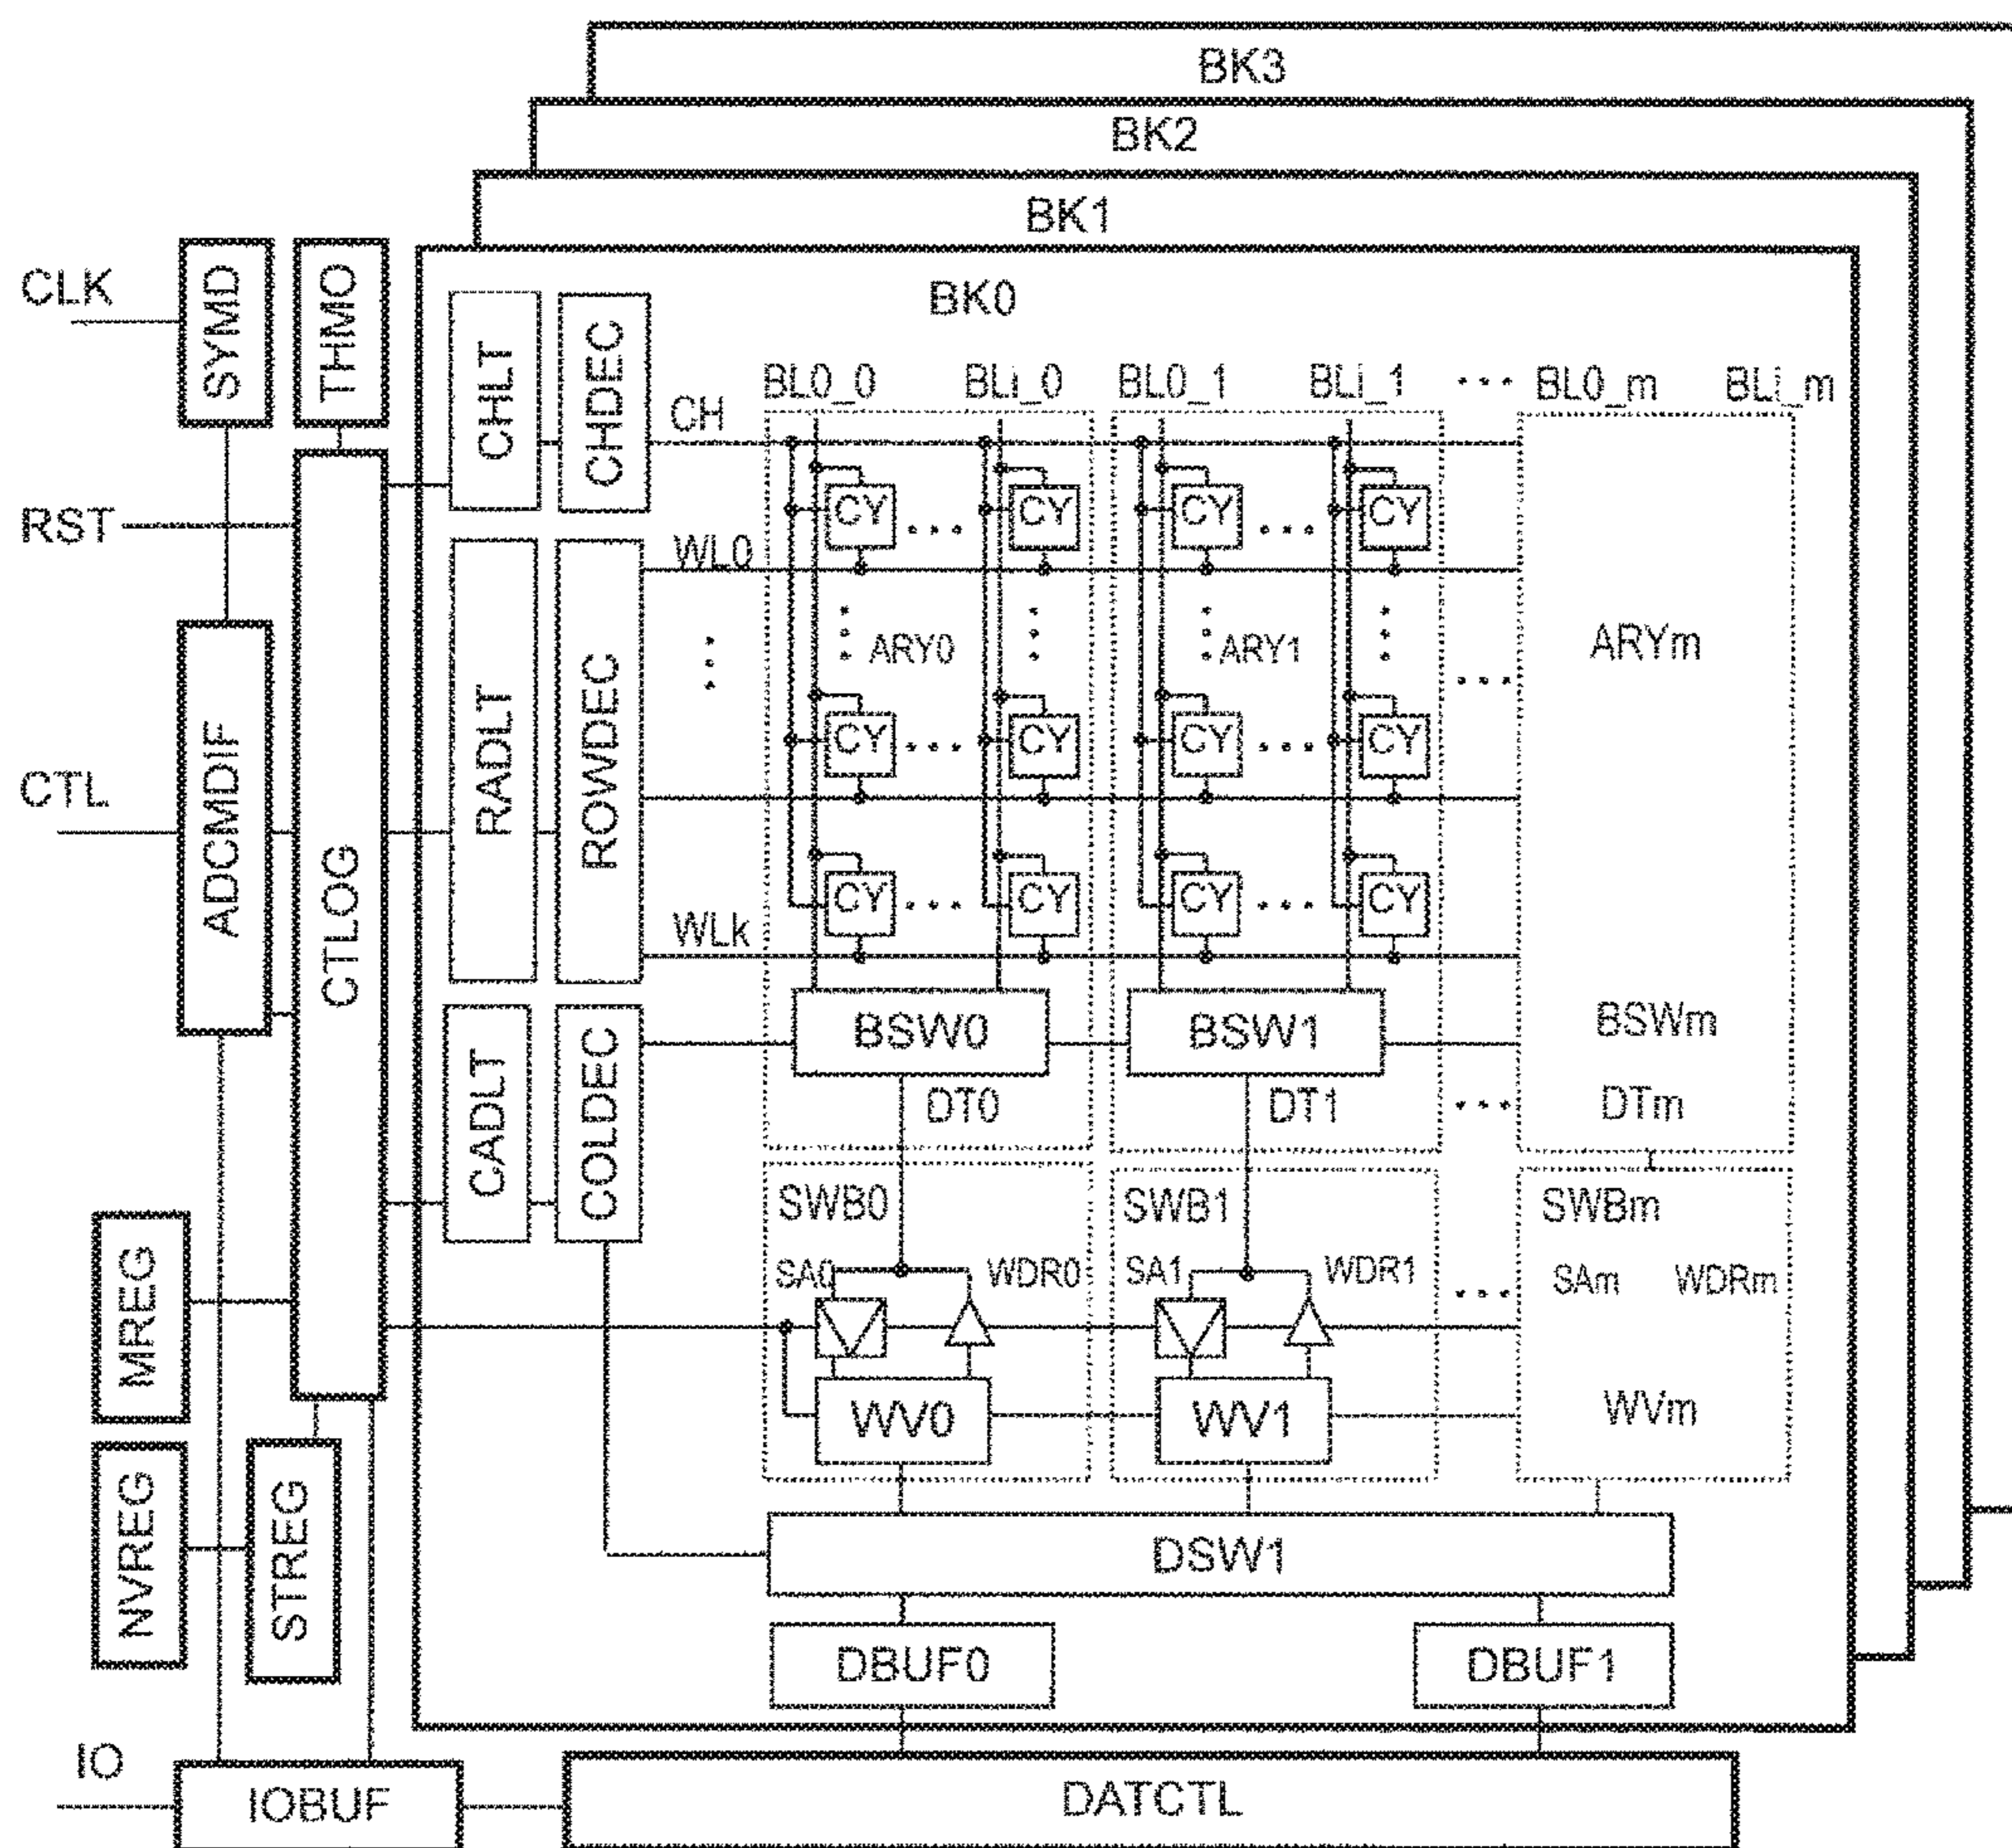 BK3
BK2
BK1
BK0
CLK
SYMD
THMO
CHLT
CHDEC
CH
BL0_0
BLi_0
BL0_1
BLi_1
...
BL0_m
BLi_m
RST
CY ... CY CY ... CY
WL0
ARY0
ARY1
ARYm
CTL
ADCMDIF
CTLOG
RADLT
ROWDEC
CY ... CY CY ... CY
CY ... CY CY ... CY
WLk
CADLT
COLDEC
BSW0
BSW1
BSWm
DT0
DT1
...
DTm
SWB0
SWB1
SWBm
SA0
WDR0
SA1
WDR1
...
SAm
WDRm
MREG
WV0
WV1
WVm
NVREG
STREG
DSW1
DBUF0
DBUF1
IO
IOBUF
DATCTL